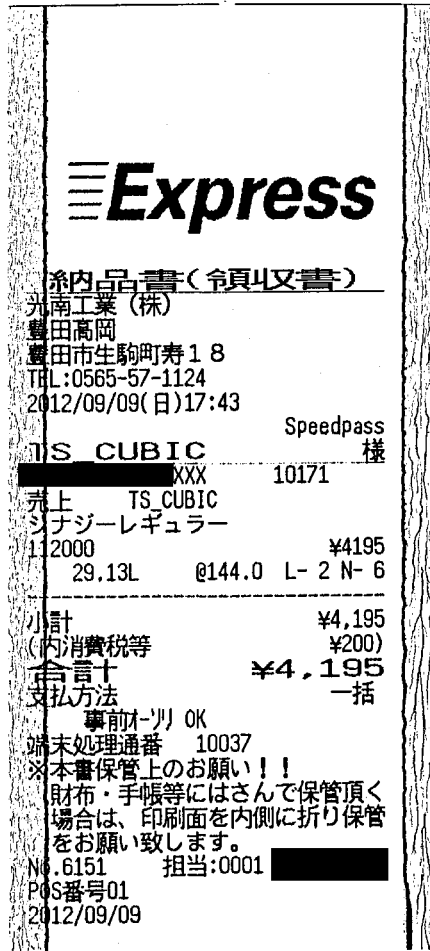 Express
納品書(領収書)
光南工業（株）
豊田高岡
豊田市生駒町寿１８
TEL:0565-57-1124
2012/09/09(日)17:43
Speedpass
TS_CUBIC 様
XXX 10171
売上 TS_CUBIC
シナジーレギュラー
112000 ¥4195
29.13L @144.0 L- 2 N- 6
小計 ¥4,195
(内消費税等 ¥200)
合計 ¥4,195
支払方法 一括
事前ｵｰｿﾘ OK
端末処理通番 10037
※本書保管上のお願い！！
財布・手帳等にはさんで保管頂く
場合は、印刷面を内側に折り保管
をお願い致します。
No.6151 担当:0001
POS番号01
2012/09/09